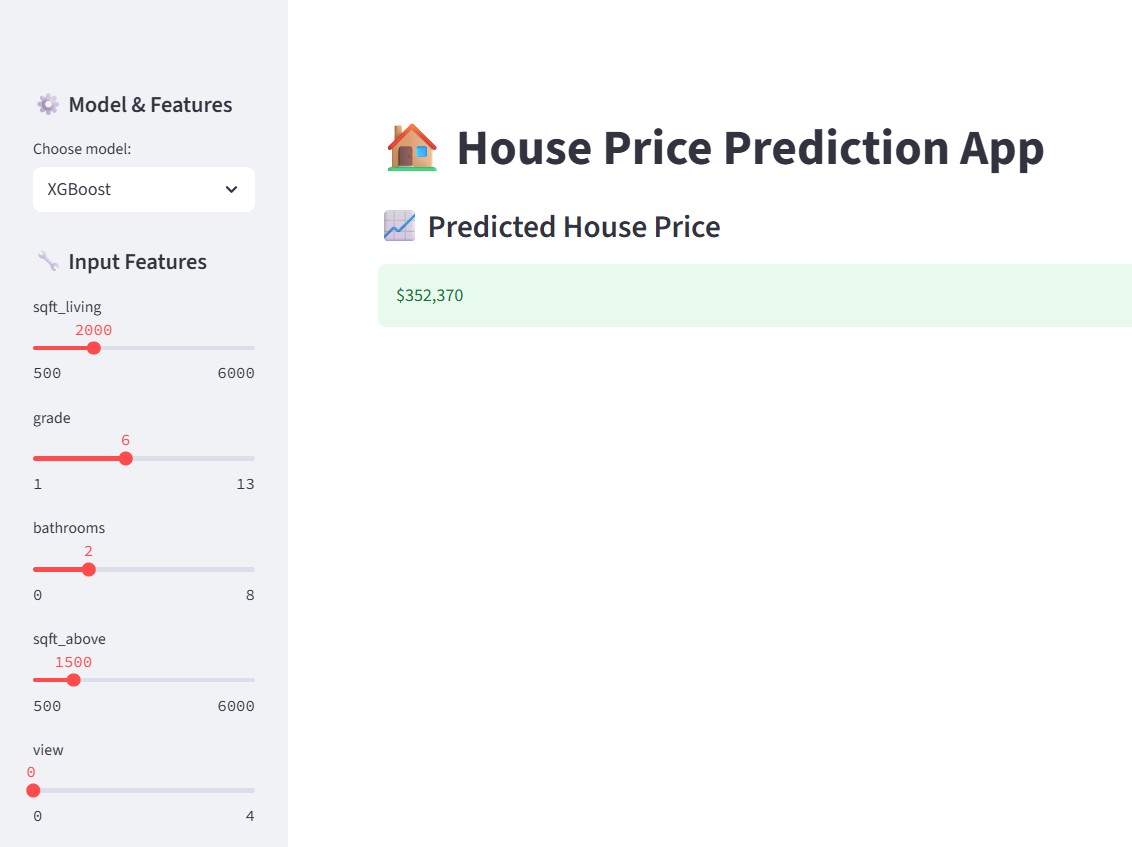 Model & Features
Choose model:
XGBoost
Input Features
sqft_living
2000
500 6000
grade
6
1 13
bathrooms
2
0 8
sqft_above
1500
500 6000
view
0
0 4
House Price Prediction App
Predicted House Price
$352,370